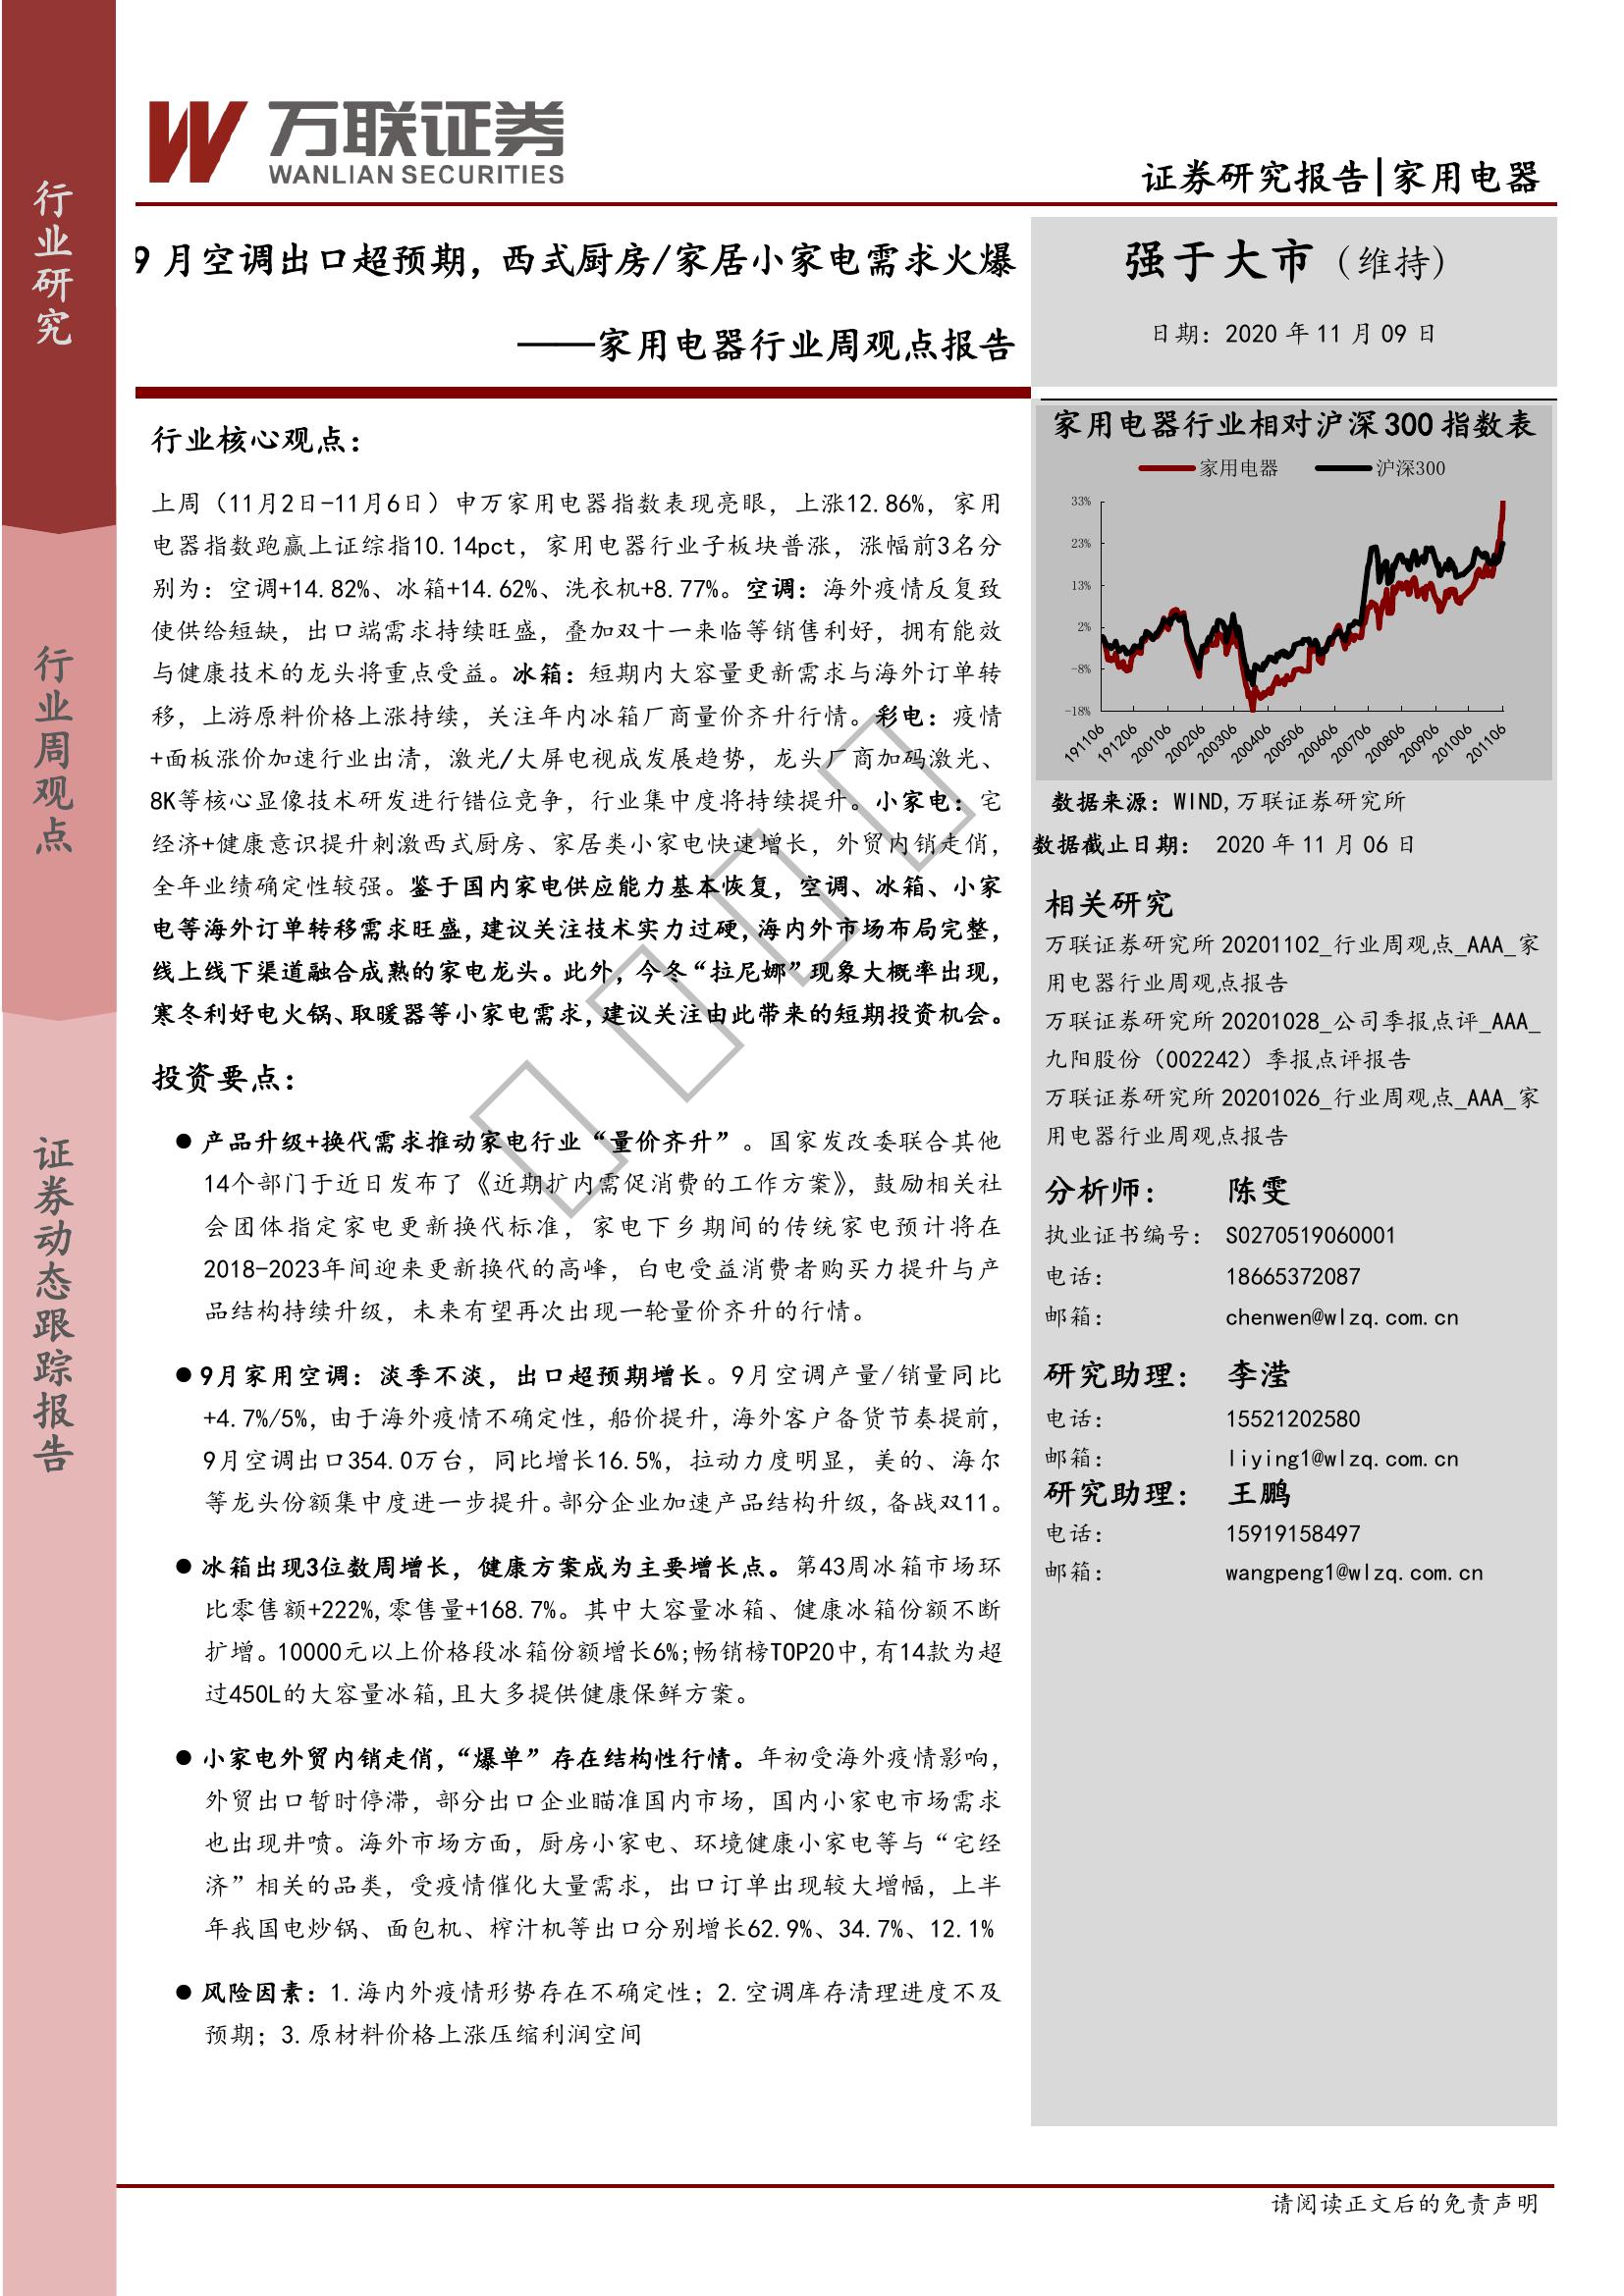 行业研究
行业周观点
证券动态跟踪报告
万联证券
WANLIAN SECURITIES
证券研究报告|家用电器
9 月空调出口超预期，西式厨房/家居小家电需求火爆
——家用电器行业周观点报告
强于大市（维持）
日期：2020 年 11 月 09 日
行业核心观点：
上周（11月2日-11月6日）申万家用电器指数表现亮眼，上涨12.86%，家用
电器指数跑赢上证综指10.14pct，家用电器行业子板块普涨，涨幅前3名分
别为：空调+14.82%、冰箱+14.62%、洗衣机+8.77%。空调：海外疫情反复致
使供给短缺，出口端需求持续旺盛，叠加双十一来临等销售利好，拥有能效
与健康技术的龙头将重点受益。冰箱：短期内大容量更新需求与海外订单转
移，上游原料价格上涨持续，关注年内冰箱厂商量价齐升行情。彩电：疫情
+面板涨价加速行业出清，激光/大屏电视成发展趋势，龙头厂商加码激光、
8K等核心显像技术研发进行错位竞争，行业集中度将持续提升。小家电：宅
经济+健康意识提升刺激西式厨房、家居类小家电快速增长，外贸内销走俏，
全年业绩确定性较强。鉴于国内家电供应能力基本恢复，空调、冰箱、小家
电等海外订单转移需求旺盛,建议关注技术实力过硬,海内外市场布局完整,
线上线下渠道融合成熟的家电龙头。此外，今冬“拉尼娜”现象大概率出现，
寒冬利好电火锅、取暖器等小家电需求,建议关注由此带来的短期投资机会。
投资要点：
● 产品升级+换代需求推动家电行业“量价齐升”。国家发改委联合其他
14个部门于近日发布了《近期扩内需促消费的工作方案》，鼓励相关社
会团体指定家电更新换代标准，家电下乡期间的传统家电预计将在
2018-2023年间迎来更新换代的高峰，白电受益消费者购买力提升与产
品结构持续升级，未来有望再次出现一轮量价齐升的行情。
● 9月家用空调：淡季不淡，出口超预期增长。9月空调产量/销量同比
+4.7%/5%，由于海外疫情不确定性，船价提升，海外客户备货节奏提前，
9月空调出口354.0万台，同比增长16.5%，拉动力度明显，美的、海尔
等龙头份额集中度进一步提升。部分企业加速产品结构升级,备战双11。
● 冰箱出现3位数周增长，健康方案成为主要增长点。第43周冰箱市场环
比零售额+222%,零售量+168.7%。其中大容量冰箱、健康冰箱份额不断
扩增。10000元以上价格段冰箱份额增长6%;畅销榜TOP20中,有14款为超
过450L的大容量冰箱,且大多提供健康保鲜方案。
● 小家电外贸内销走俏，“爆单”存在结构性行情。年初受海外疫情影响，
外贸出口暂时停滞，部分出口企业瞄准国内市场，国内小家电市场需求
也出现井喷。海外市场方面，厨房小家电、环境健康小家电等与“宅经
济”相关的品类，受疫情催化大量需求，出口订单出现较大增幅，上半
年我国电炒锅、面包机、榨汁机等出口分别增长62.9%、34.7%、12.1%
● 风险因素：1.海内外疫情形势存在不确定性；2.空调库存清理进度不及
预期；3.原材料价格上涨压缩利润空间
家用电器行业相对沪深 300 指数表
家用电器 沪深300
33%
23%
13%
2%
-8%
-18%
191106 191206 200106 200206 200306 200406 200506 200606 200706 200806 200906 201006 201106
数据来源：WIND,万联证券研究所
数据截止日期： 2020 年 11 月 06 日
相关研究
万联证券研究所 20201102_行业周观点_AAA_家
用电器行业周观点报告
万联证券研究所 20201028_公司季报点评_AAA_
九阳股份（002242）季报点评报告
万联证券研究所 20201026_行业周观点_AAA_家
用电器行业周观点报告
分析师： 陈雯
执业证书编号： S0270519060001
电话： 18665372087
邮箱： chenwen@wlzq.com.cn
研究助理： 李滢
电话： 15521202580
邮箱： liying1@wlzq.com.cn
研究助理： 王鹏
电话： 15919158497
邮箱： wangpeng1@wlzq.com.cn
请阅读正文后的免责声明